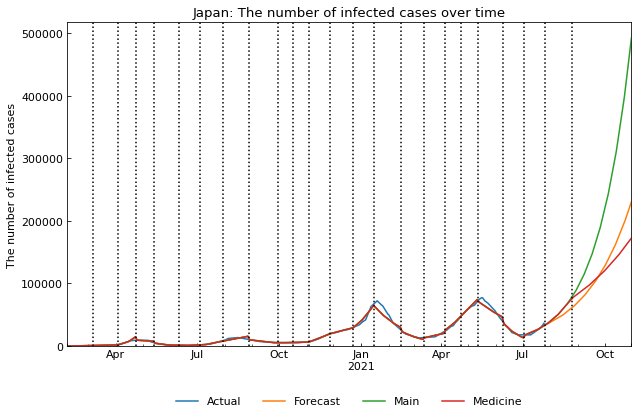 Japan: The number of infected cases over time
The number of infected cases
500000
400000
300000
200000
100000
0
Apr Jul Oct Jan Apr Jul Oct
2021
Actual Forecast Main Medicine